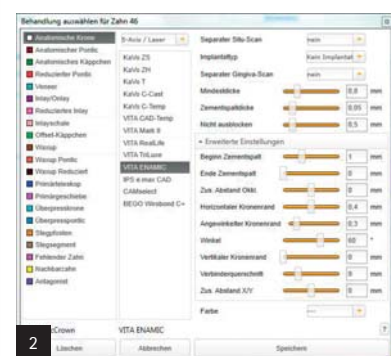 Behandlung auswählen für Zahn 46
Anatomische Krone
Anatomischer Pontic
Anatomisches Käppchen
Reduzierter Pontic
Veneer
Inlay/Onlay
Reduziertes Inlay
Inlayschale
Offset-Käppchen
Waxup
Waxup Pontic
Waxup Reduziert
Primärteleskop
Primärgeschiebe
Überpresskrone
Überpresspontic
Stegpfosten
Stegsegment
Fehlender Zahn
Nachbarzahn
Antagonist
5-Axis / Laser
KaVo ZS
KaVo ZH
KaVo T
KaVo C-Cast
KaVo C-Temp
VITA CAD-Temp
VITA Mark II
VITA RealLife
VITA TriLuxe
VITA ENAMIC
IPS e.max CAD
CAMselect
BEGO Wirobond C+
Separater Situ-Scan nein
Implantattyp Kein Implantat
Separater Gingiva-Scan nein
Mindestdicke 0,8 mm
Zementspaltdicke 0,05 mm
Nicht ausblocken 0,5 mm
Erweiterte Einstellungen
Beginn Zementspalt 1 mm
Ende Zementspalt 0 mm
Zus. Abstand Okkl. 0 mm
Horizontaler Kronenrand 0,4 mm
Angewinkelter Kronenrand 0,3 mm
Winkel 60 °
Vertikaler Kronenrand 0 mm
Verbinderquerschnitt 0 mm
Zus. Abstand X/Y 0 mm
Farbe ---
Crown VITA ENAMIC
Löschen Abbrechen Speichern
2